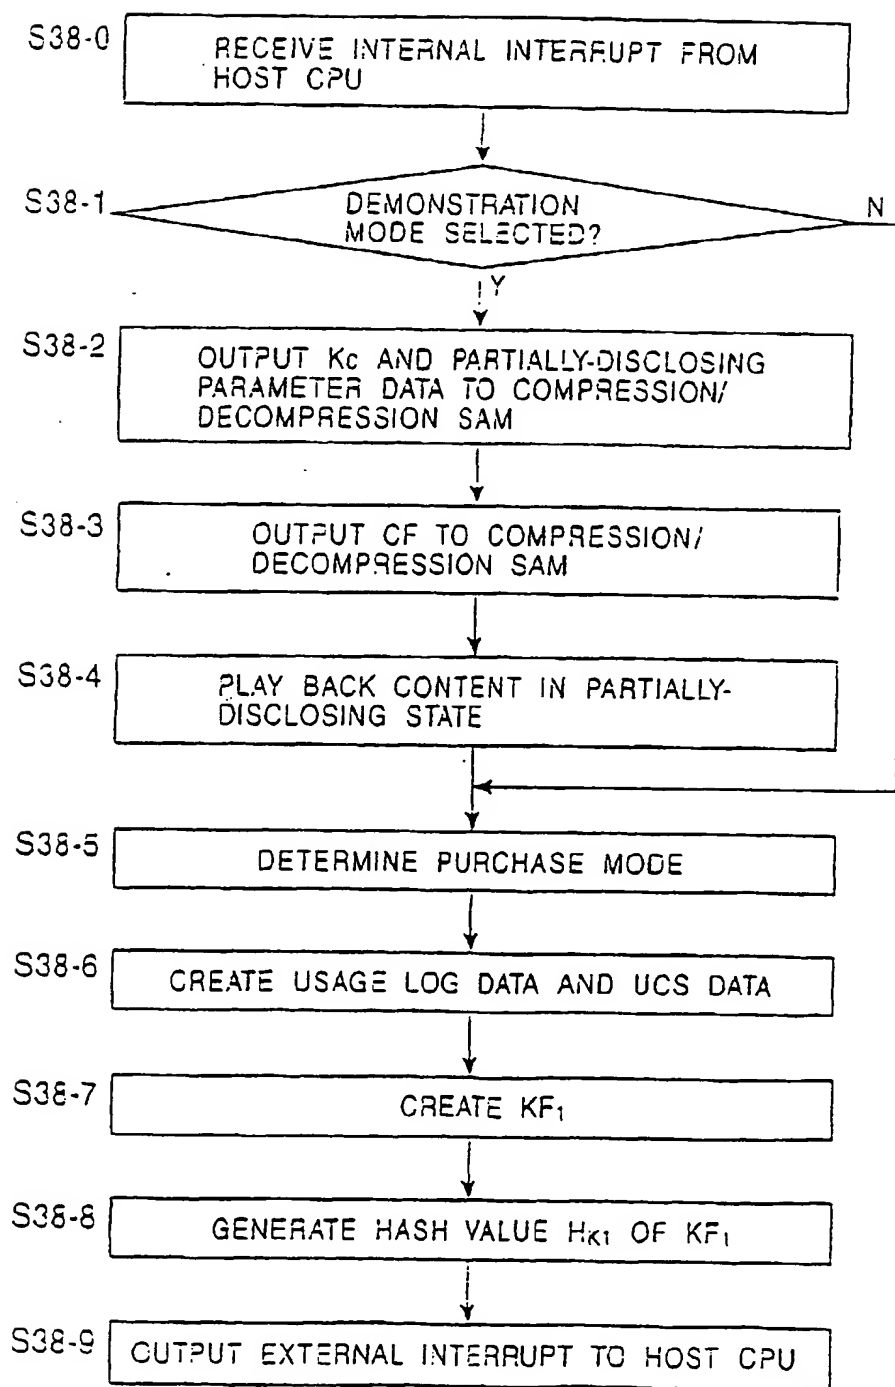 S38-0
RECEIVE INTERNAL INTERRUPT FROM
HOST CPU
S38-1
DEMONSTRATION
MODE SELECTED?
N
Y
S38-2
OUTPUT Kc AND PARTIALLY-DISCLOSING
PARAMETER DATA TO COMPRESSION/
DECOMPRESSION SAM
S38-3
OUTPUT CF TO COMPRESSION/
DECOMPRESSION SAM
S38-4
PLAY BACK CONTENT IN PARTIALLY-
DISCLOSING STATE
S38-5
DETERMINE PURCHASE MODE
S38-6
CREATE USAGE LOG DATA AND UCS DATA
S38-7
CREATE KF₁
S38-8
GENERATE HASH VALUE H_K1 OF KF₁
S38-9
OUTPUT EXTERNAL INTERRUPT TO HOST CPU